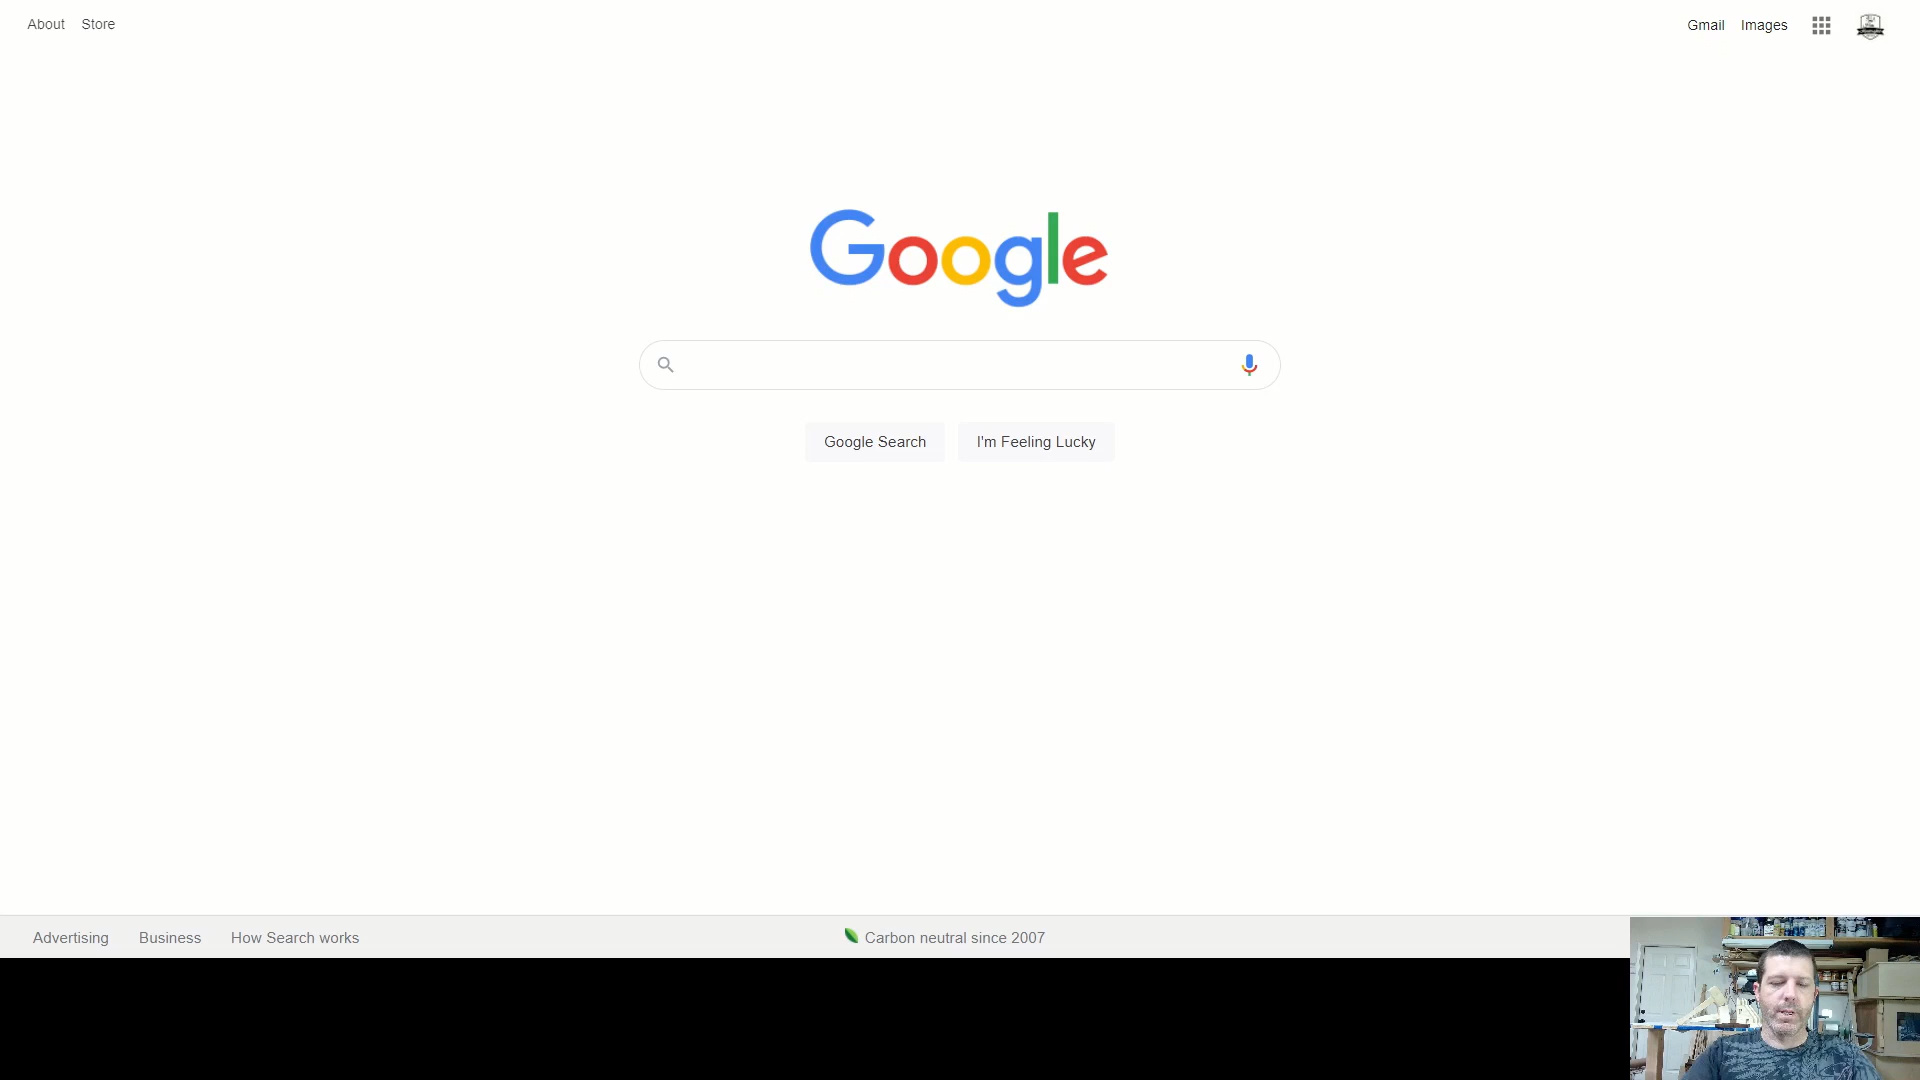 About Store
Gmail Images
Google
Google Search I'm Feeling Lucky
Advertising Business How Search works
Carbon neutral since 2007